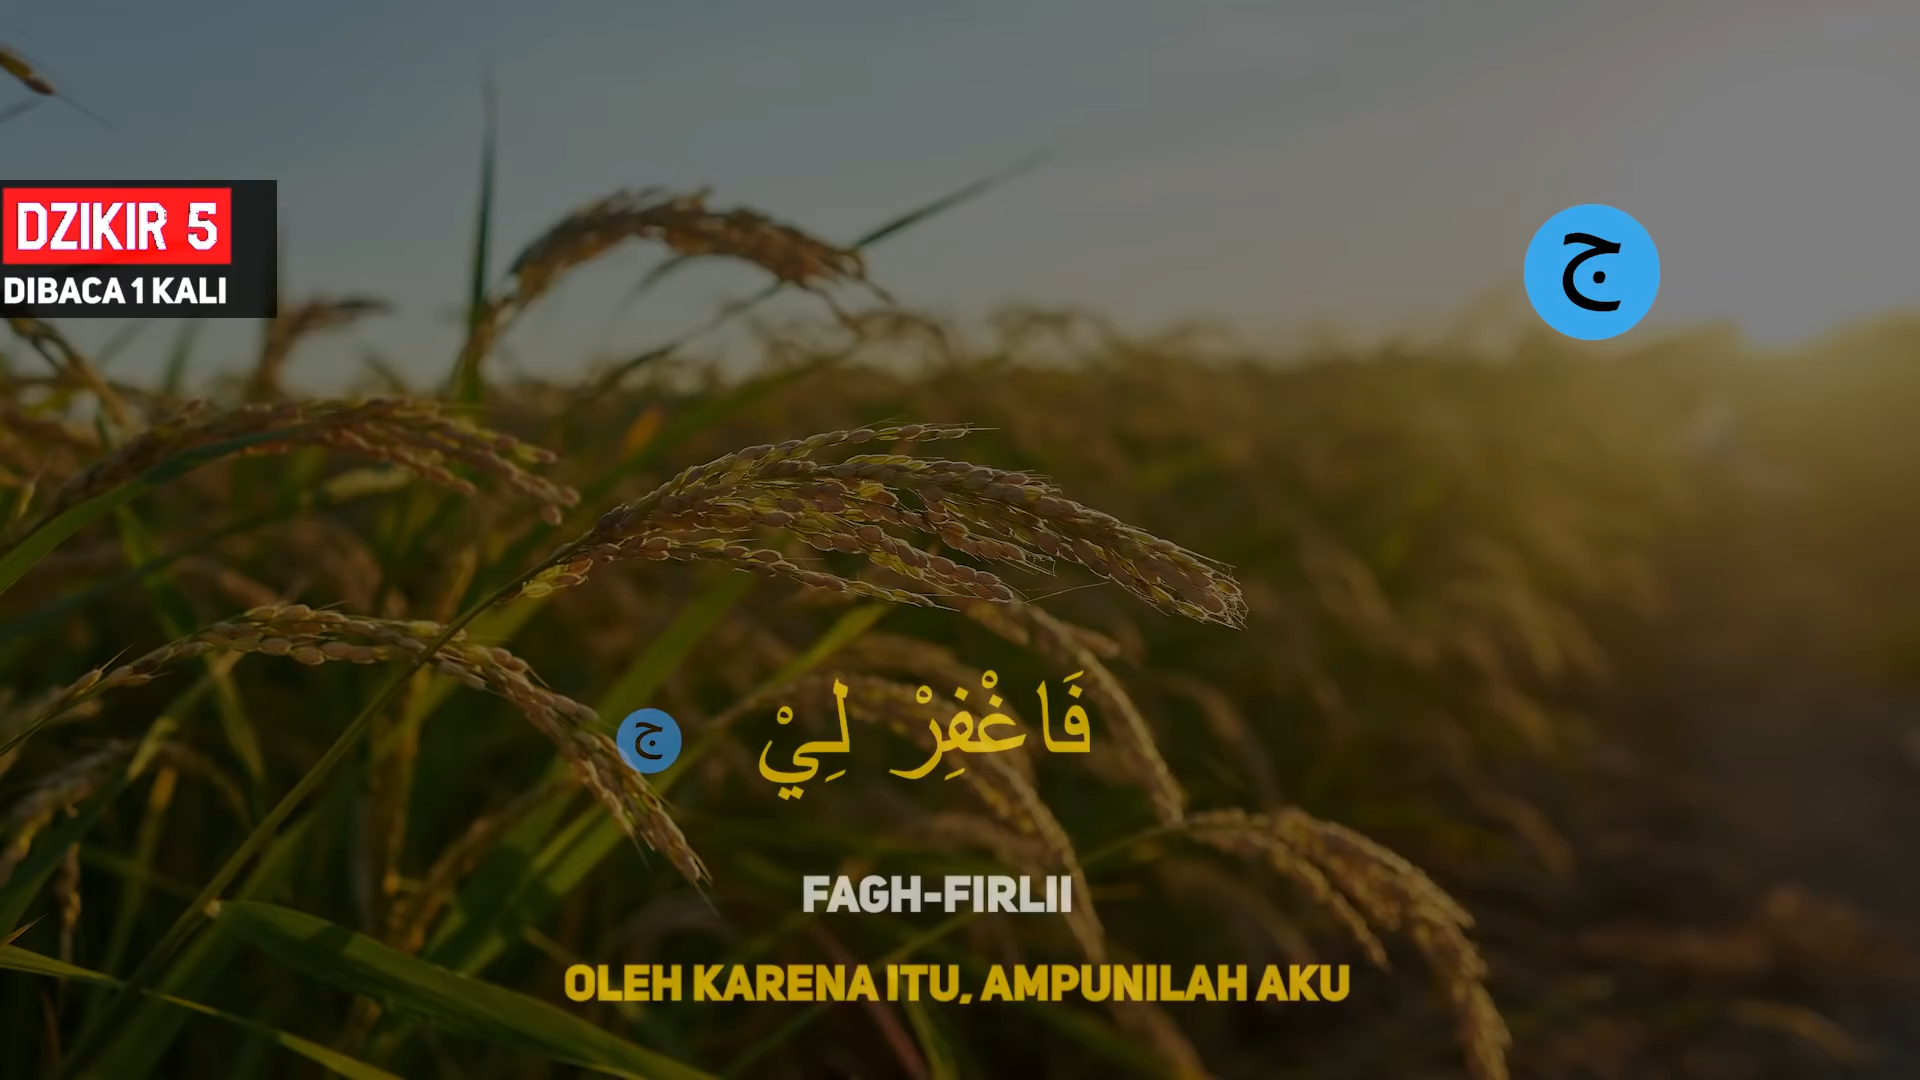 DZIKIR 5
DIBACA 1 KALI
ج
فَاغْفِرْ لِيْ
ج
FAGH-FIRLII
OLEH KARENA ITU, AMPUNILAH AKU